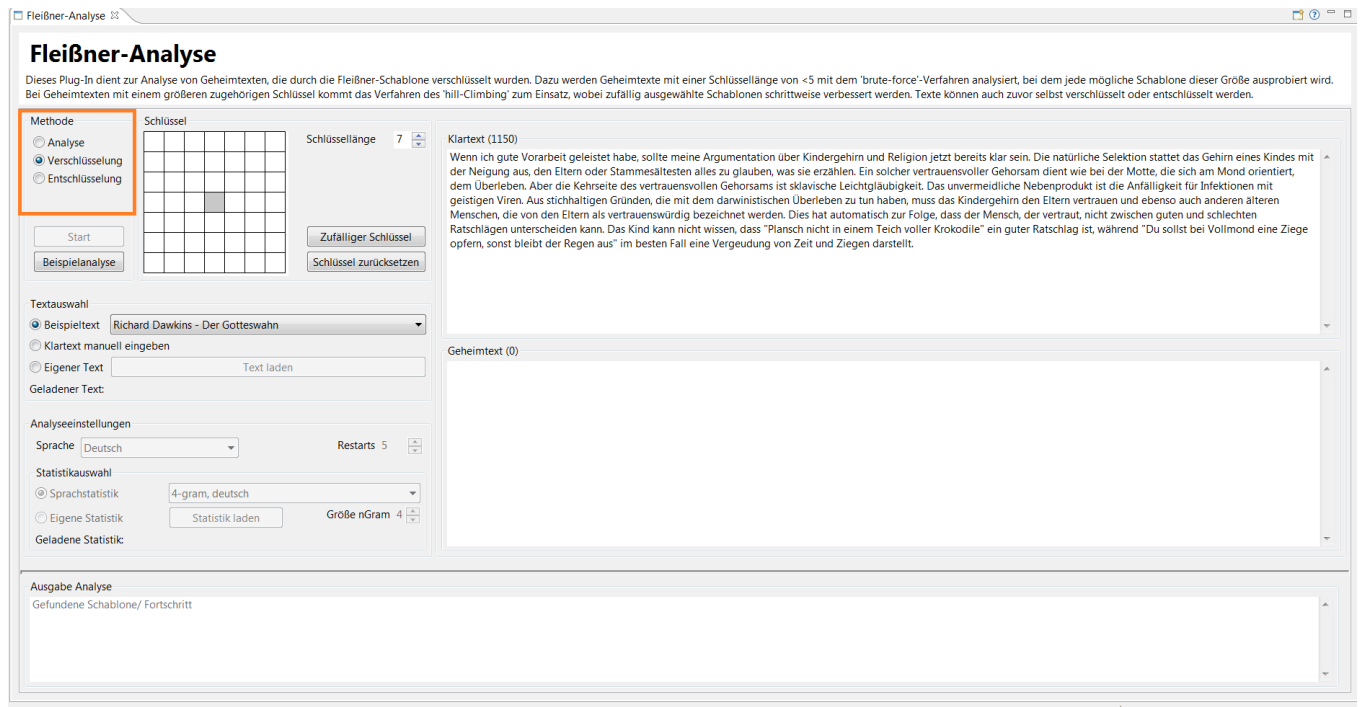 Fleißner-Analyse
Fleißner-Analyse
Dieses Plug-In dient zur Analyse von Geheimtexten, die durch die Fleißner-Schablone verschlüsselt wurden. Dazu werden Geheimtexte mit einer Schlüssellänge von <5 mit dem 'brute-force'-Verfahren analysiert, bei dem jede mögliche Schablone dieser Größe ausprobiert wird.
Bei Geheimtexten mit einem größeren zugehörigen Schlüssel kommt das Verfahren des 'hill-Climbing' zum Einsatz, wobei zufällig ausgewählte Schablonen schrittweise verbessert werden. Texte können auch zuvor selbst verschlüsselt oder entschlüsselt werden.
Methode
Analyse
Verschlüsselung
Entschlüsselung
Start
Beispielanalyse
Schlüssel
Schlüssellänge 7
Zufälliger Schlüssel
Schlüssel zurücksetzen
Textauswahl
Beispieltext Richard Dawkins - Der Gotteswahn
Klartext manuell eingeben
Eigener Text Text laden
Geladener Text:
Analyseeinstellungen
Sprache Deutsch Restarts 5
Statistikauswahl
Sprachstatistik 4-gram, deutsch
Eigene Statistik Statistik laden Größe nGram 4
Geladene Statistik:
Klartext (1150)
Wenn ich gute Vorarbeit geleistet habe, sollte meine Argumentation über Kindergehirn und Religion jetzt bereits klar sein. Die natürliche Selektion stattet das Gehirn eines Kindes mit
der Neigung aus, den Eltern oder Stammesältesten alles zu glauben, was sie erzählen. Ein solcher vertrauensvoller Gehorsam dient wie bei der Motte, die sich am Mond orientiert,
dem Überleben. Aber die Kehrseite des vertrauensvollen Gehorsams ist sklavische Leichtgläubigkeit. Das unvermeidliche Nebenprodukt ist die Anfälligkeit für Infektionen mit
geistigen Viren. Aus stichhaltigen Gründen, die mit dem darwinistischen Überleben zu tun haben, muss das Kindergehirn den Eltern vertrauen und ebenso auch anderen älteren
Menschen, die von den Eltern als vertrauenswürdig bezeichnet werden. Dies hat automatisch zur Folge, dass der Mensch, der vertraut, nicht zwischen guten und schlechten
Ratschlägen unterscheiden kann. Das Kind kann nicht wissen, dass "Plansch nicht in einem Teich voller Krokodile" ein guter Ratschlag ist, während "Du sollst bei Vollmond eine Ziege
opfern, sonst bleibt der Regen aus" im besten Fall eine Vergeudung von Zeit und Ziegen darstellt.
Geheimtext (0)
Ausgabe Analyse
Gefundene Schablone/ Fortschritt